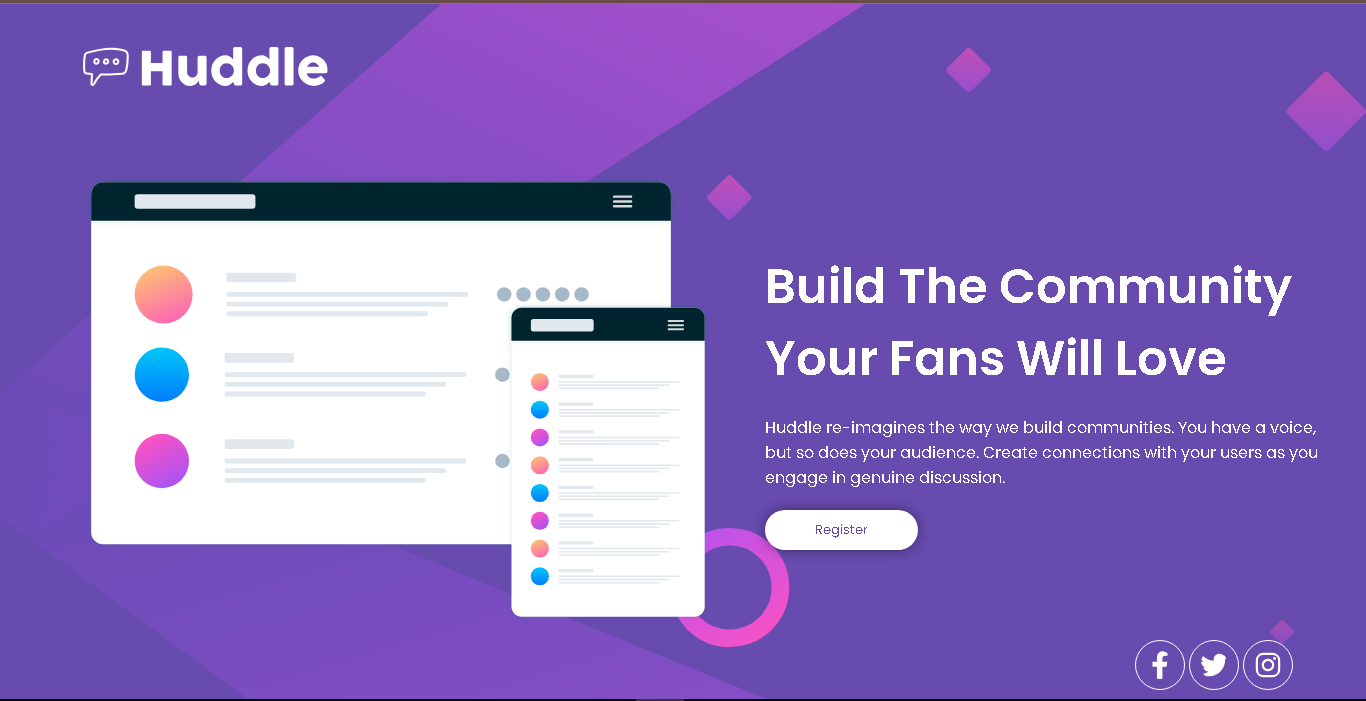 Huddle
Build The Community
Your Fans Will Love
Huddle re-imagines the way we build communities. You have a voice,
but so does your audience. Create connections with your users as you
engage in genuine discussion.
Register